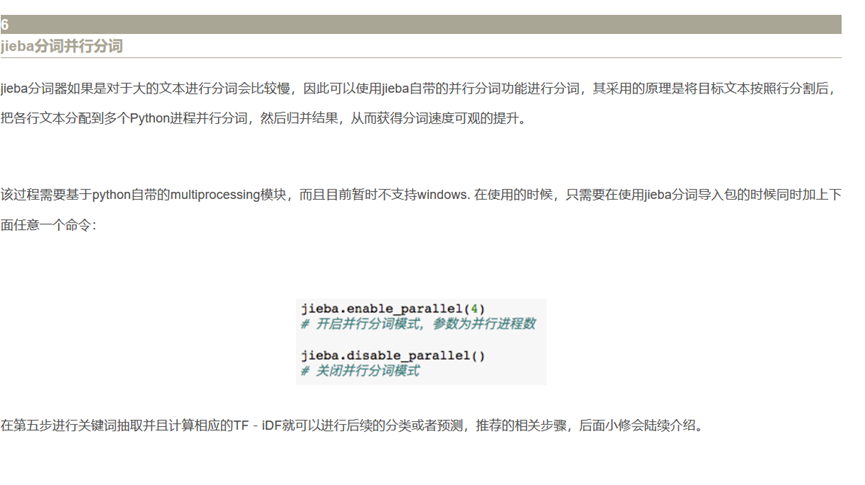 6
jieba分词并行分词
jieba分词器如果是对于大的文本进行分词会比较慢，因此可以使用jieba自带的并行分词功能进行分词，其采用的原理是将目标文本按照行分割后，
把各行文本分配到多个Python进程并行分词，然后归并结果，从而获得分词速度可观的提升。
该过程需要基于python自带的multiprocessing模块，而且目前暂时不支持windows. 在使用的时候，只需要在使用jieba分词导入包的时候同时加上下
面任意一个命令：
jieba.enable_parallel(4)
# 开启并行分词模式，参数为并行进程数
jieba.disable_parallel()
# 关闭并行分词模式
在第五步进行关键词抽取并且计算相应的TF - iDF就可以进行后续的分类或者预测，推荐的相关步骤，后面小修会陆续介绍。